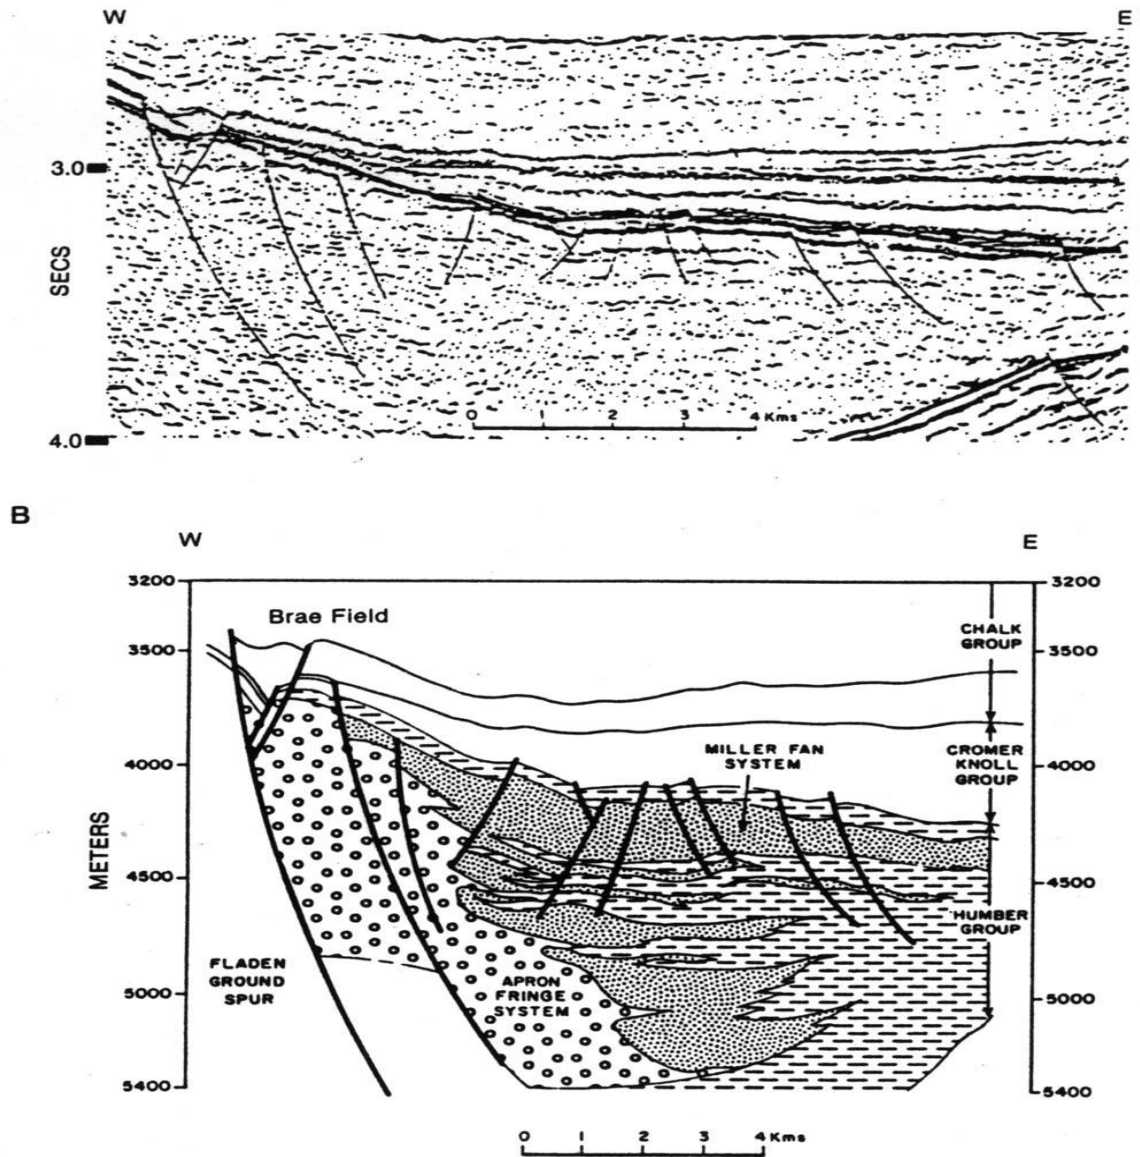 W
E
3.0
SECS
0 1 2 3 4 Kms
4.0
B
W
E
3200
3200
Brae Field
CHALK
GROUP
3500
3500
MILLER FAN
SYSTEM
CROMER
KNOLL
GROUP
4000
4000
METERS
4500
4500
HUMBER
GROUP
FLADEN
GROUND
SPUR
APRON
FRINGE
SYSTEM
5000
5000
5400
5400
0 1 2 3 4 Kms